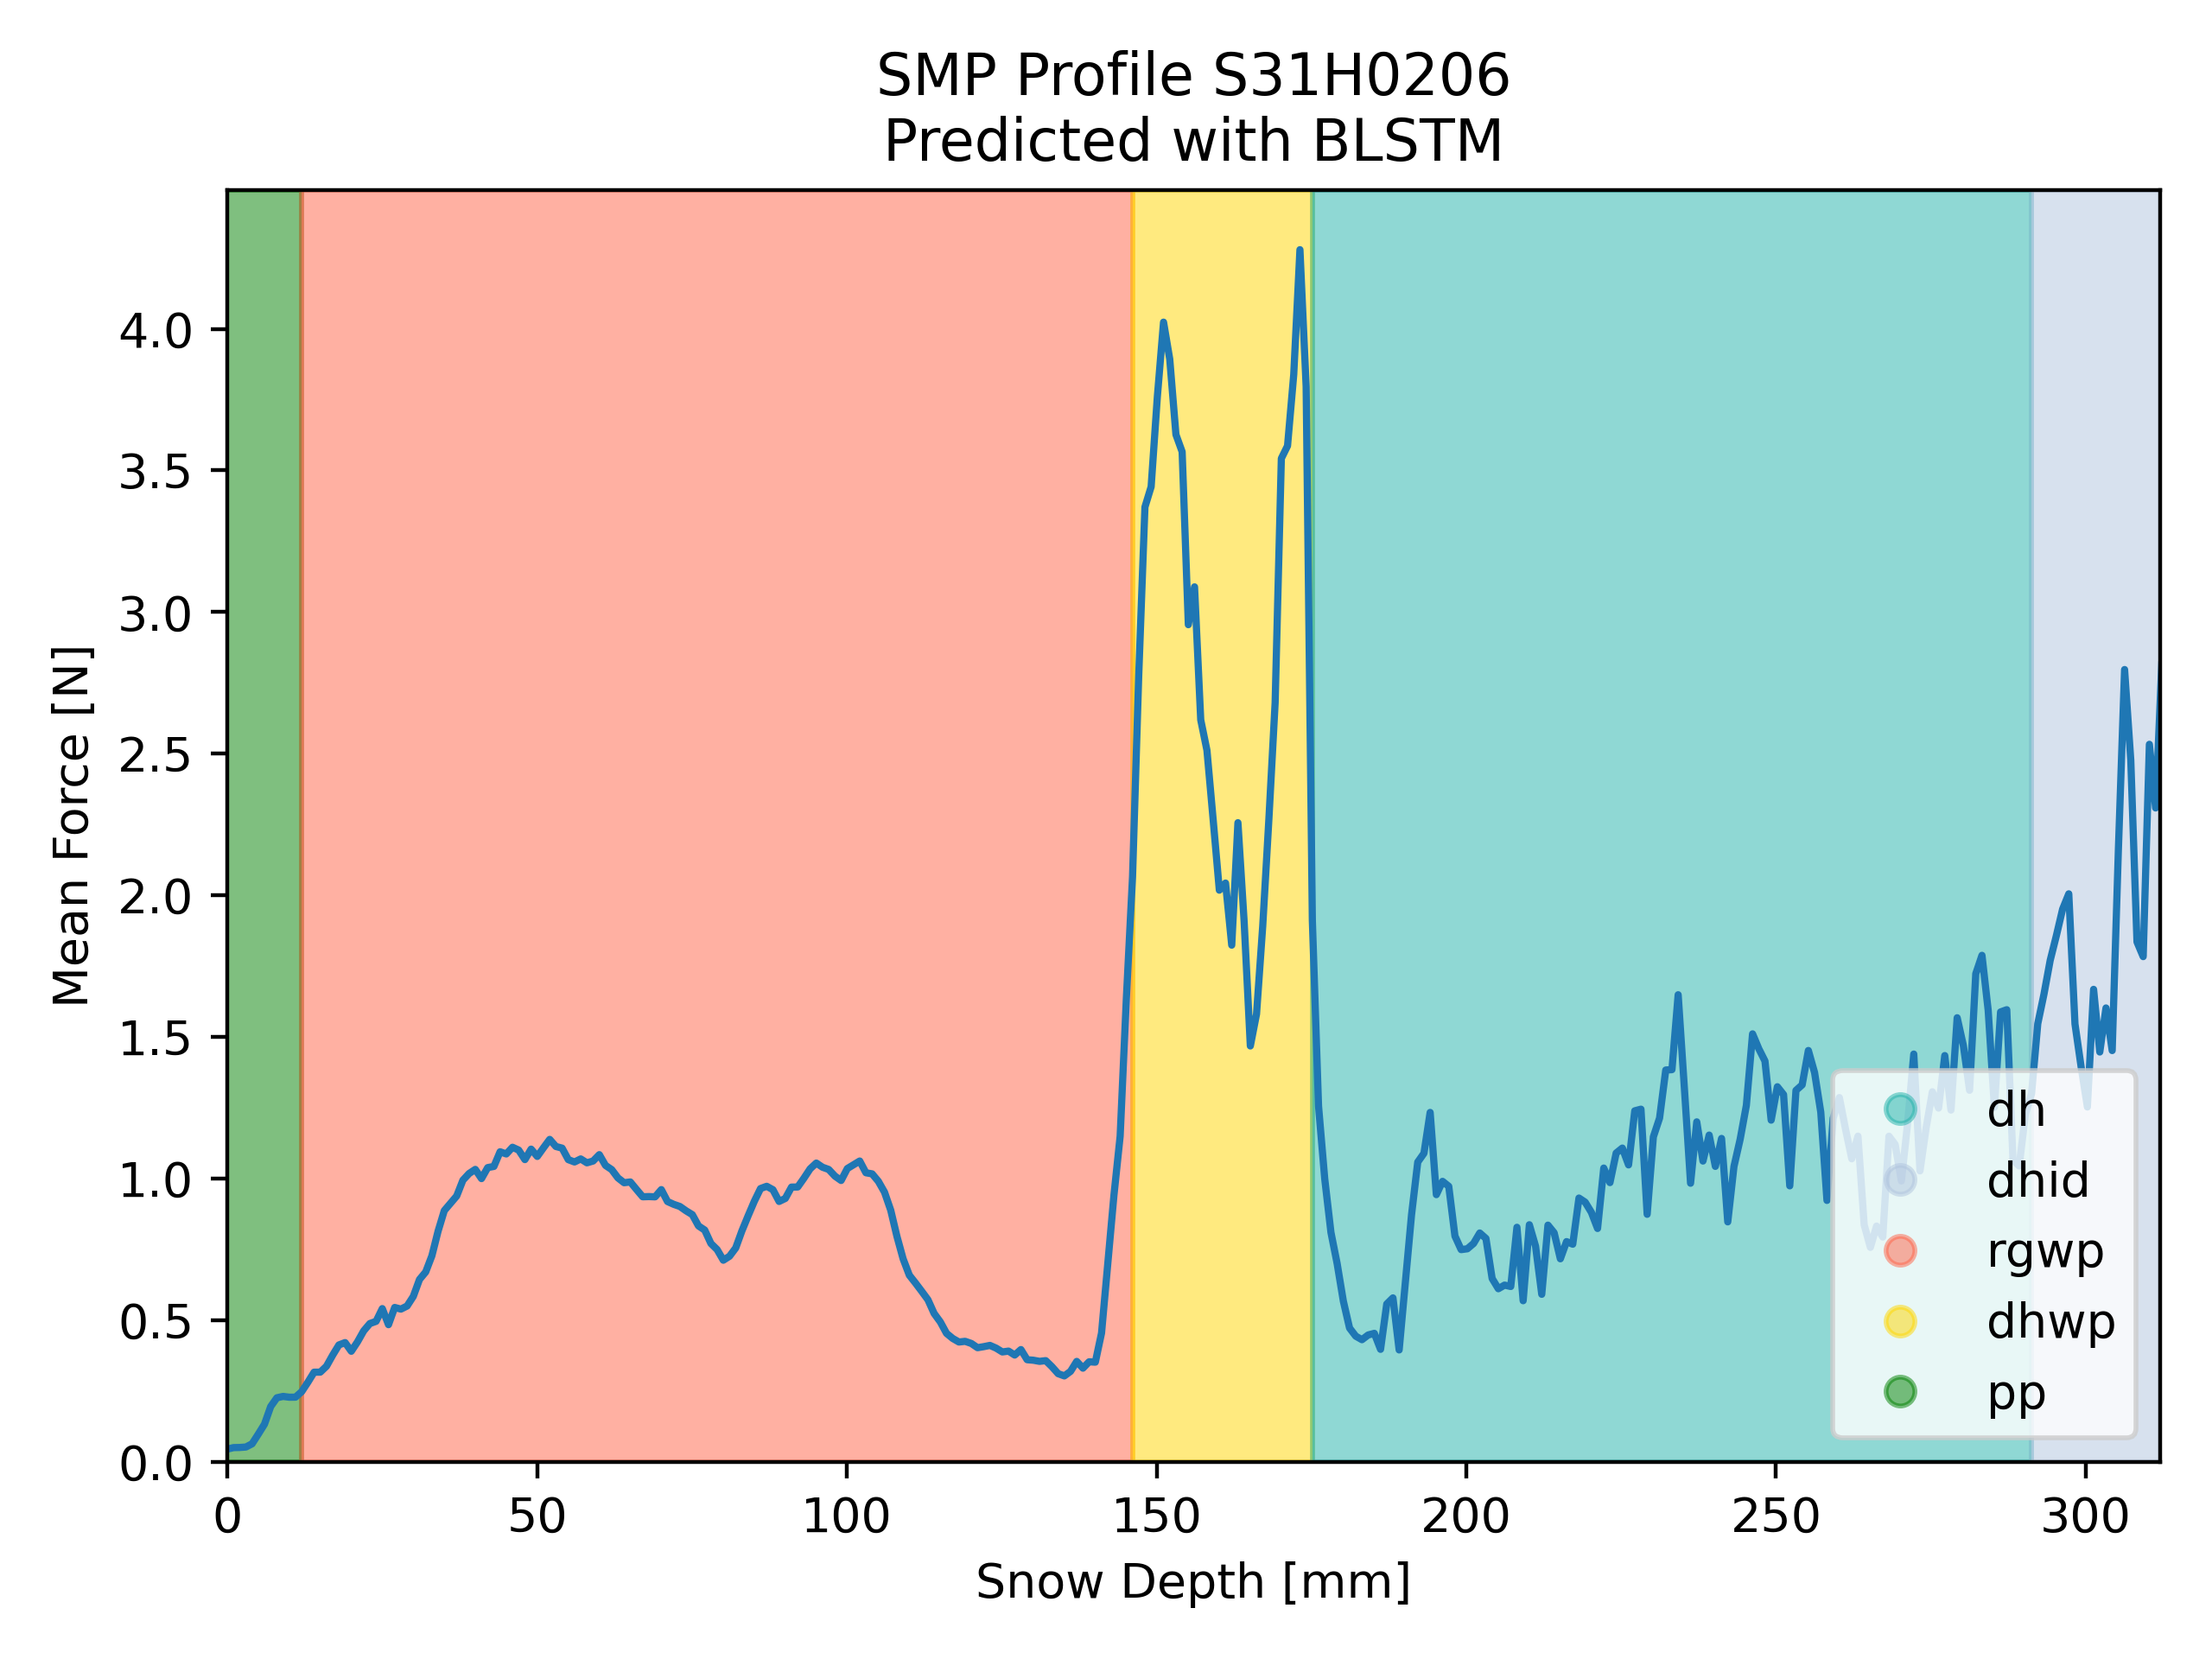 SMP Profile S31H0206
Predicted with BLSTM
Mean Force [N]
4.0
3.5
3.0
2.5
2.0
1.5
1.0
0.5
0.0
dh
dhid
rgwp
dhwp
pp
0 50 100 150 200 250 300
Snow Depth [mm]